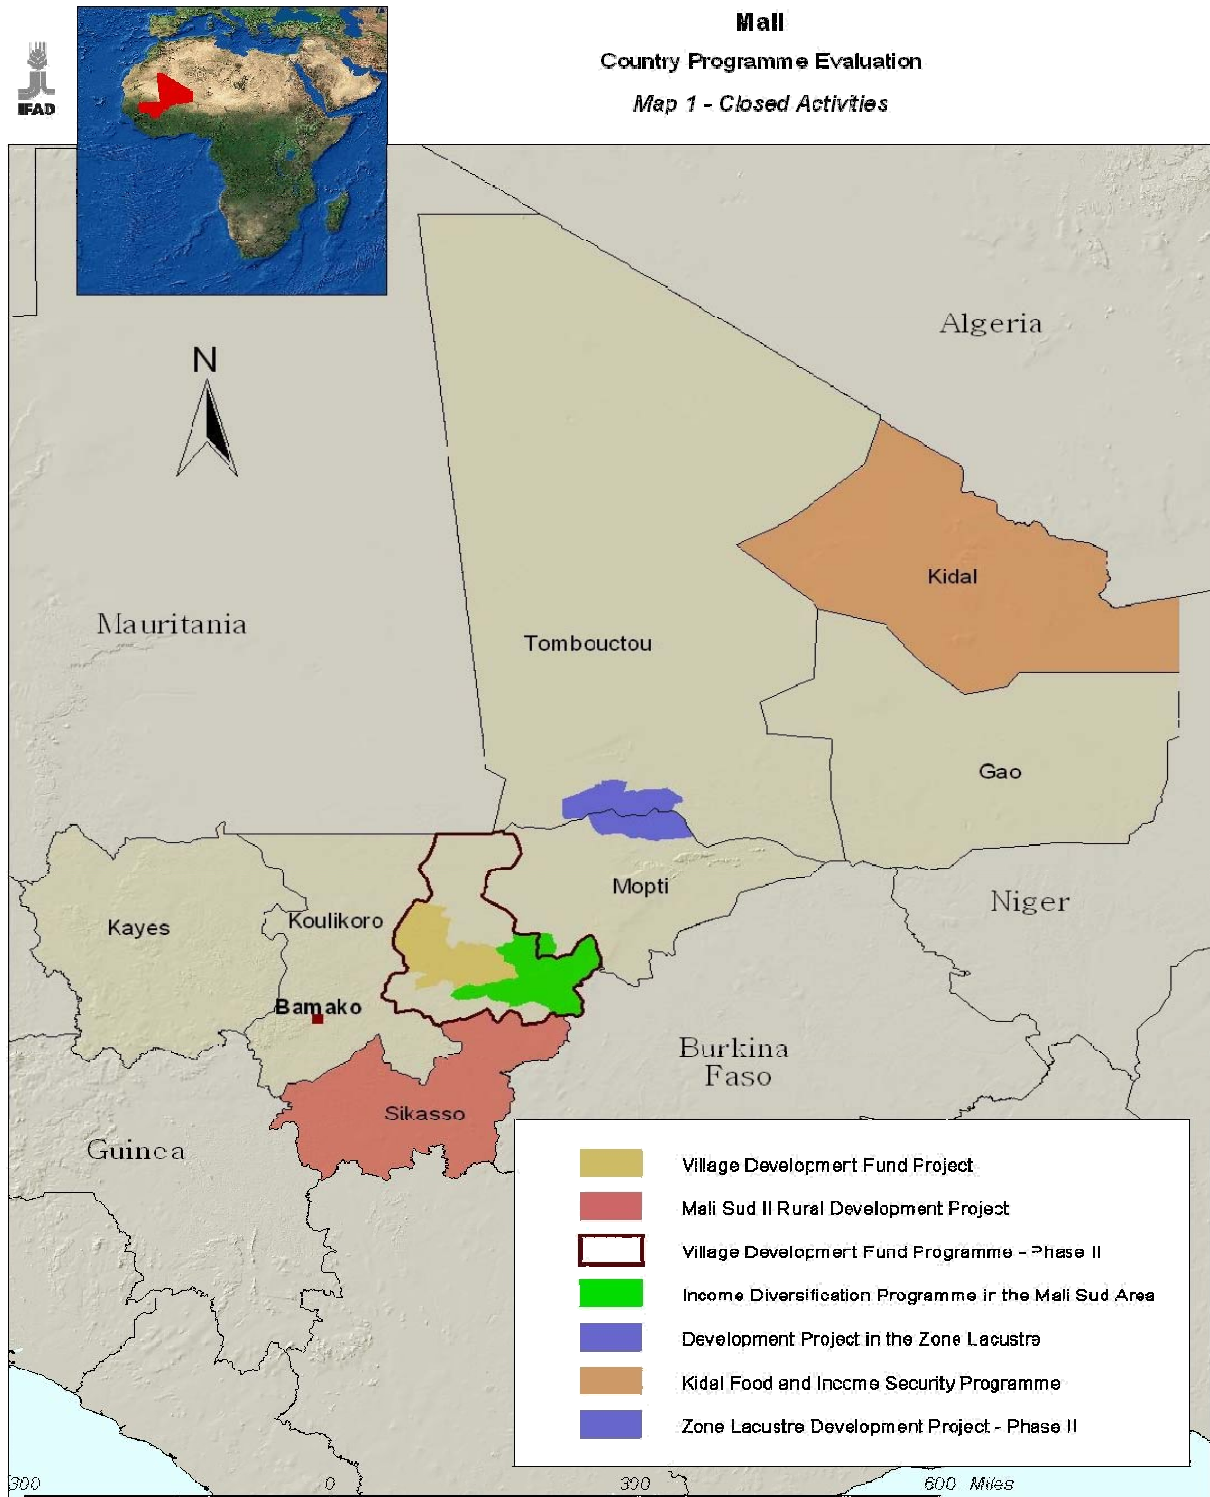 IFAD
Mali
Country Programme Evaluation
Map 1 - Closed Activities
N
Algeria
Mauritania
Kidal
Tombouctou
Gao
Mopti
Kayes
Koulikoro
Niger
Bamako
Burkina
Faso
Sikasso
Guinea
Village Development Fund Project
Mali Sud II Rural Development Project
Village Development Fund Programme - Phase II
Income Diversification Programme in the Mali Sud Area
Development Project in the Zone Lacustre
Kidal Food and Income Security Programme
Zone Lacustre Development Project - Phase II
300 0 300 600 Miles